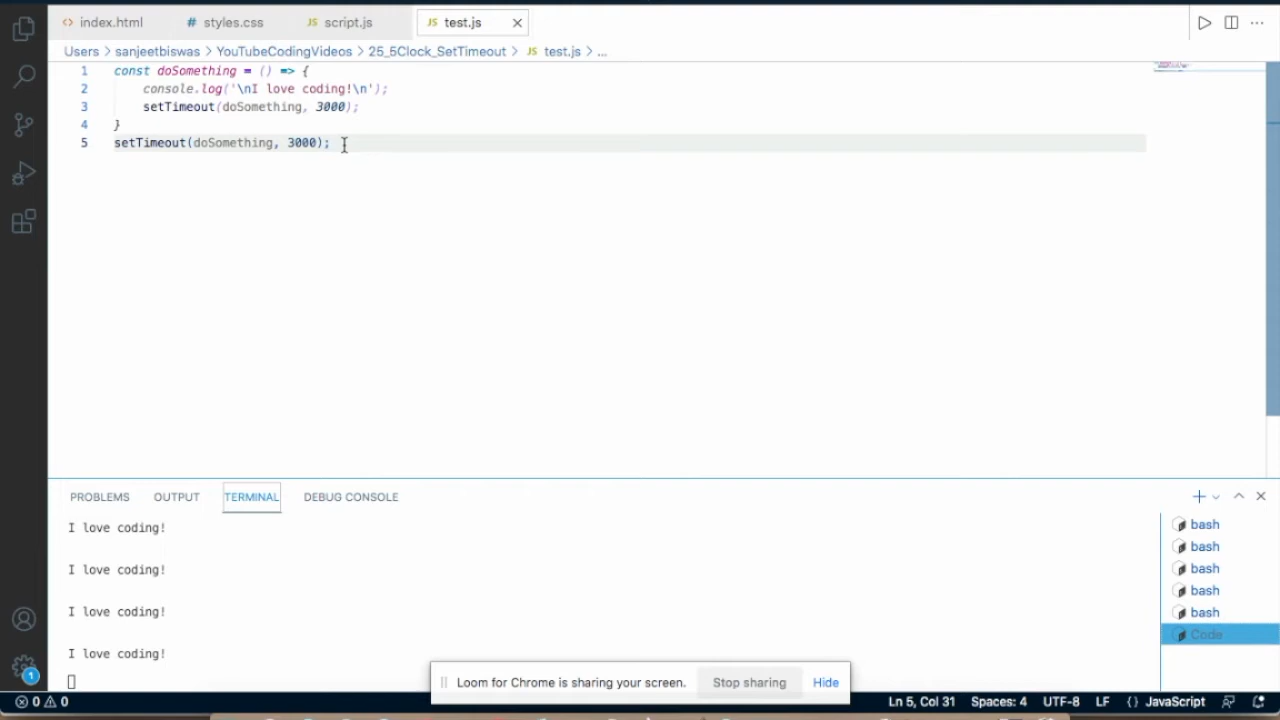 index.html styles.css script.js test.js
Users > sanjeetbiswas > YouTubeCodingVideos > 25_5Clock_SetTimeout > JS test.js > ...
1 const doSomething = () => {
2 console.log('\nI love coding!\n');
3 setTimeout(doSomething, 3000);
4 }
5 setTimeout(doSomething, 3000);
PROBLEMS OUTPUT TERMINAL DEBUG CONSOLE
I love coding!
I love coding!
I love coding!
I love coding!
bash
bash
bash
bash
bash
Code
Loom for Chrome is sharing your screen. Stop sharing Hide
1
0 0 Ln 5, Col 31 Spaces: 4 UTF-8 LF {} JavaScript